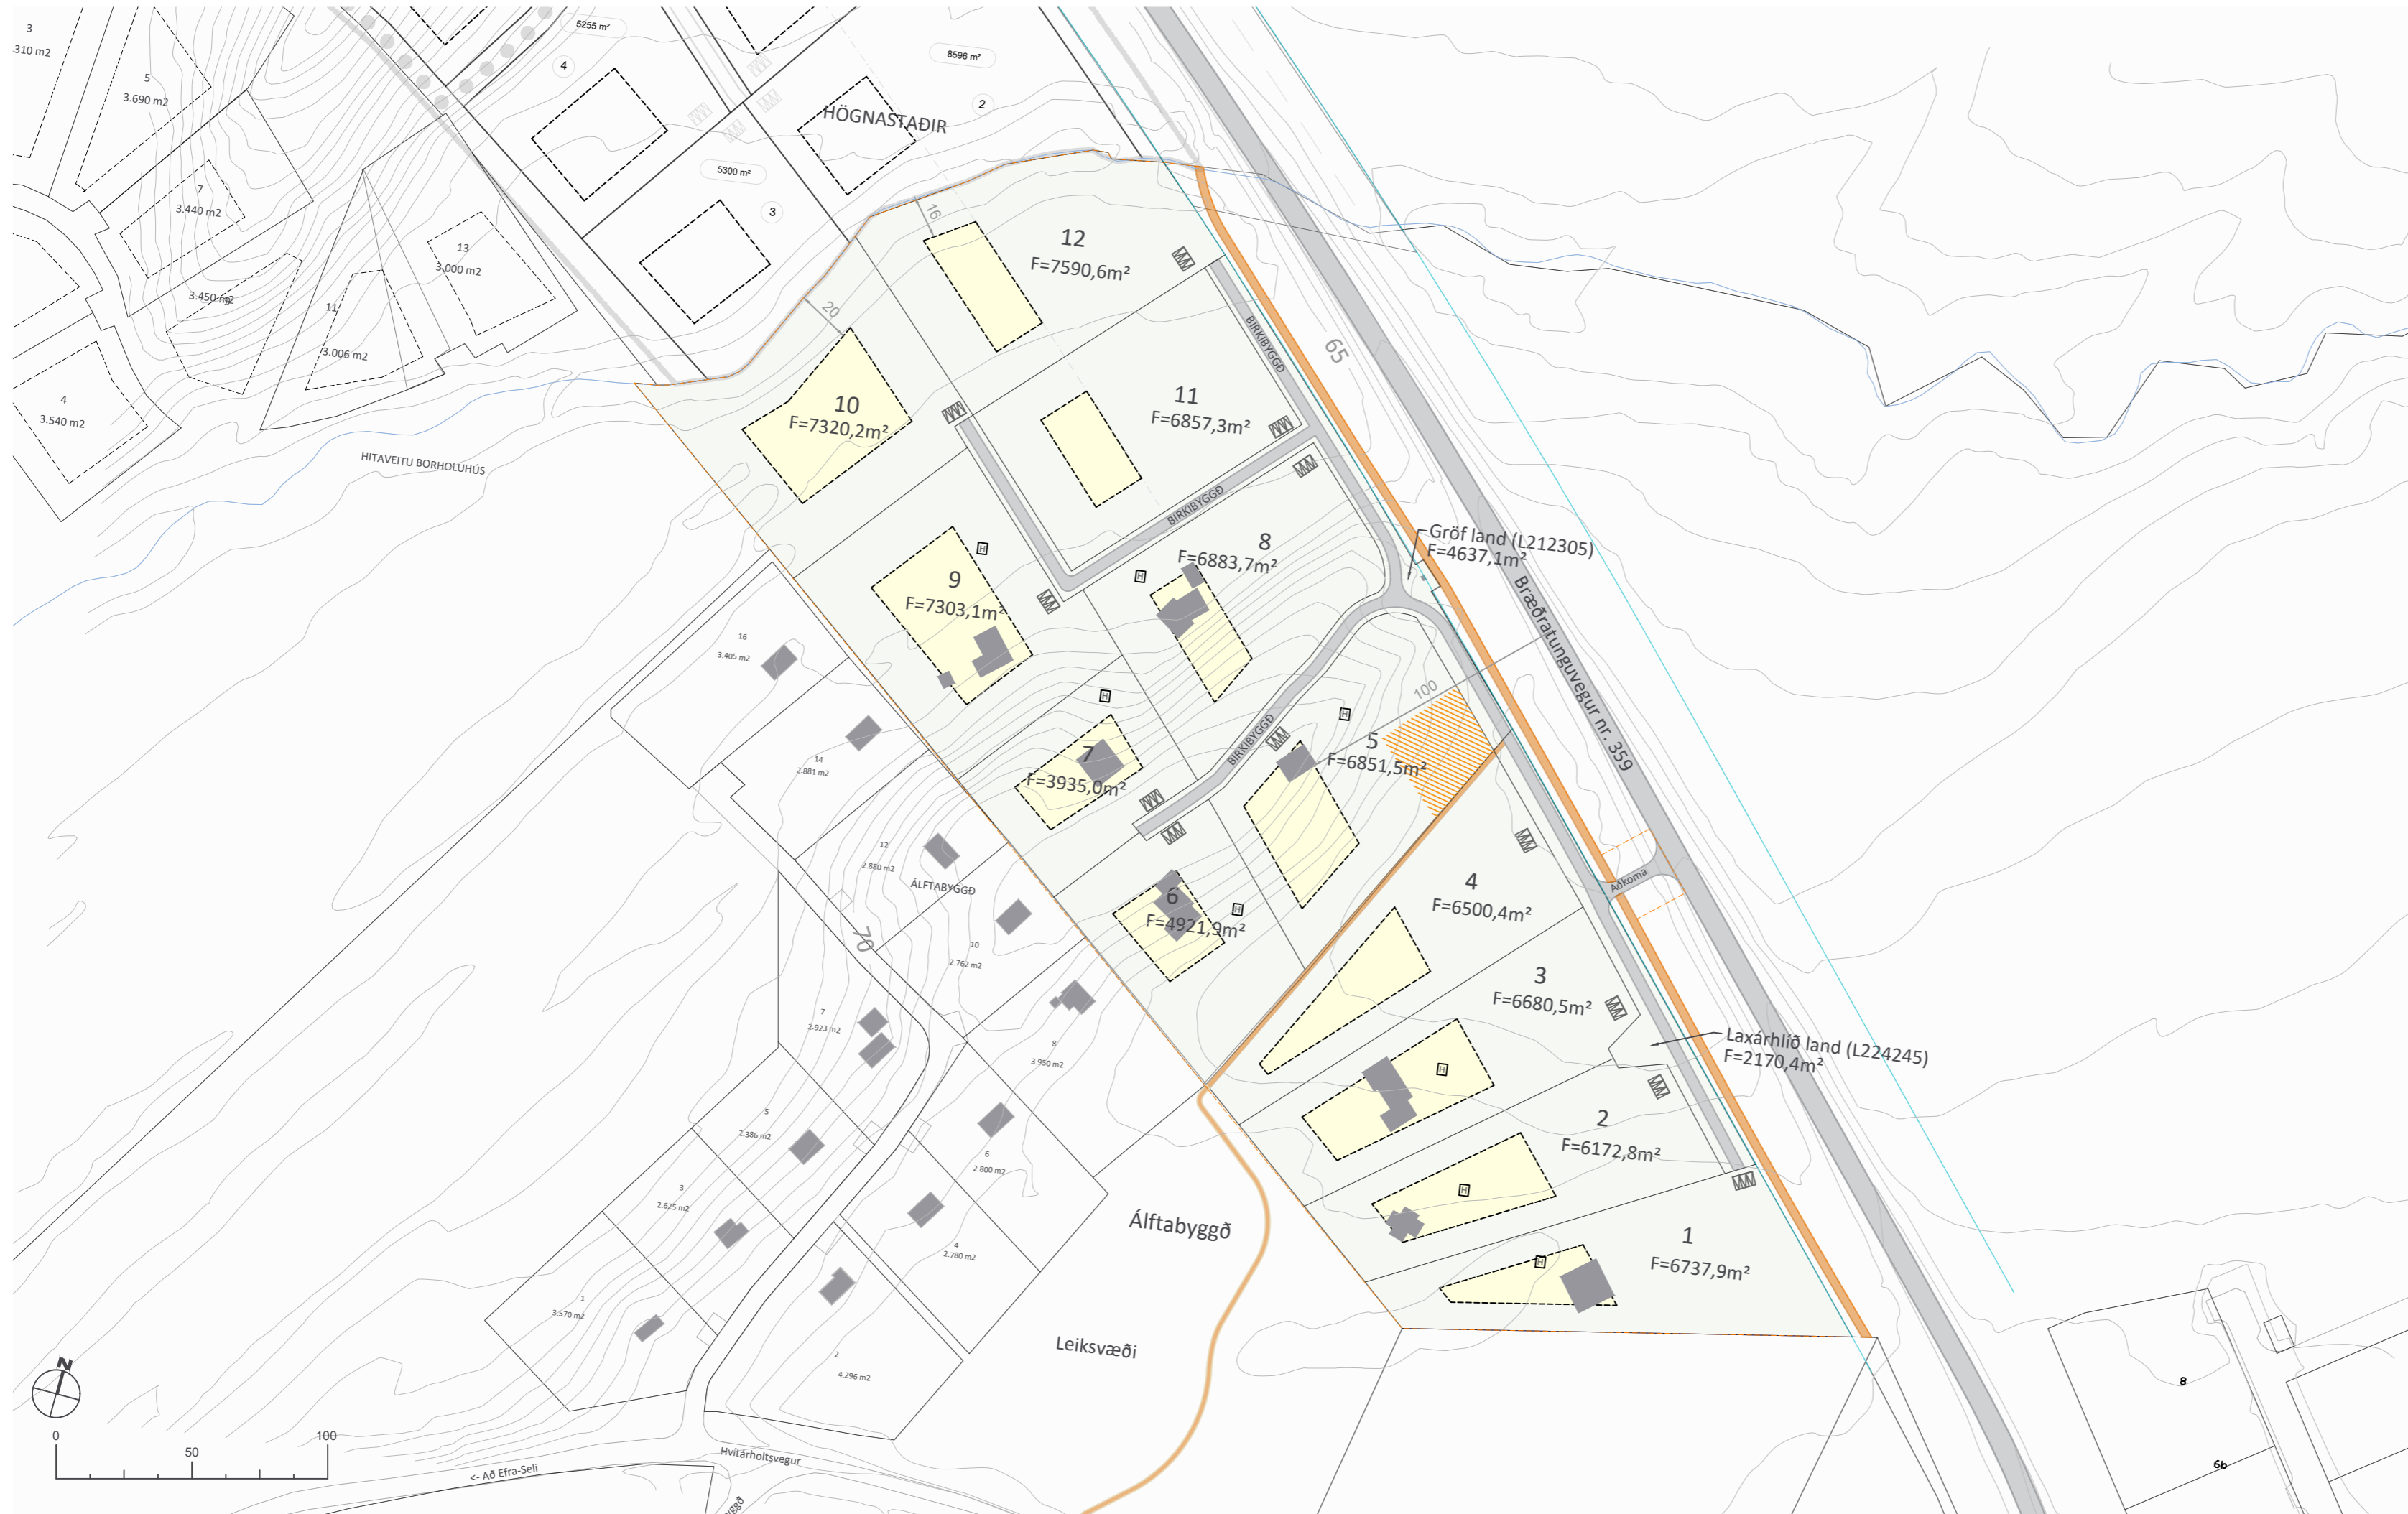 3
310 m2
5
3.690 m2
7
3.440 m2
3.450 m2
9
11
3.006 m2
13
3.000 m2
4
3.540 m2
HITAVEITU BORHOLUHÚS
5255 m²
4
8596 m²
2
HÖGNASTAÐIR
5300 m²
3
16
20
12
F=7590,6m²
11
F=6857,3m²
10
F=7320,2m²
9
F=7303,1m²
H
8
F=6883,7m²
H
7
F=3935,0m²
H
6
F=4921,9m²
H
5
F=6851,5m²
H
100
4
F=6500,4m²
3
F=6680,5m²
H
2
F=6172,8m²
H
1
F=6737,9m²
H
BIRKIBYGGÐ
BIRKIBYGGÐ
BIRKIBYGGÐ
65
Gröf land (L212305)
F=4637,1m²
Bræðratunguvegur nr. 359
Aðkoma
Laxárhlíð land (L224245)
F=2170,4m²
16
3.405 m2
14
2.881 m2
12
2.880 m2
ÁLFTABYGGÐ
10
2.762 m2
70
8
3.950 m2
7
2.923 m2
5
2.386 m2
6
2.800 m2
3
2.625 m2
4
2.780 m2
1
3.570 m2
2
4.296 m2
Álftabyggð
Leiksvæði
Hvítárholtsvegur
<- Að Efra-Seli
yggð
8
6b
N
0
50
100